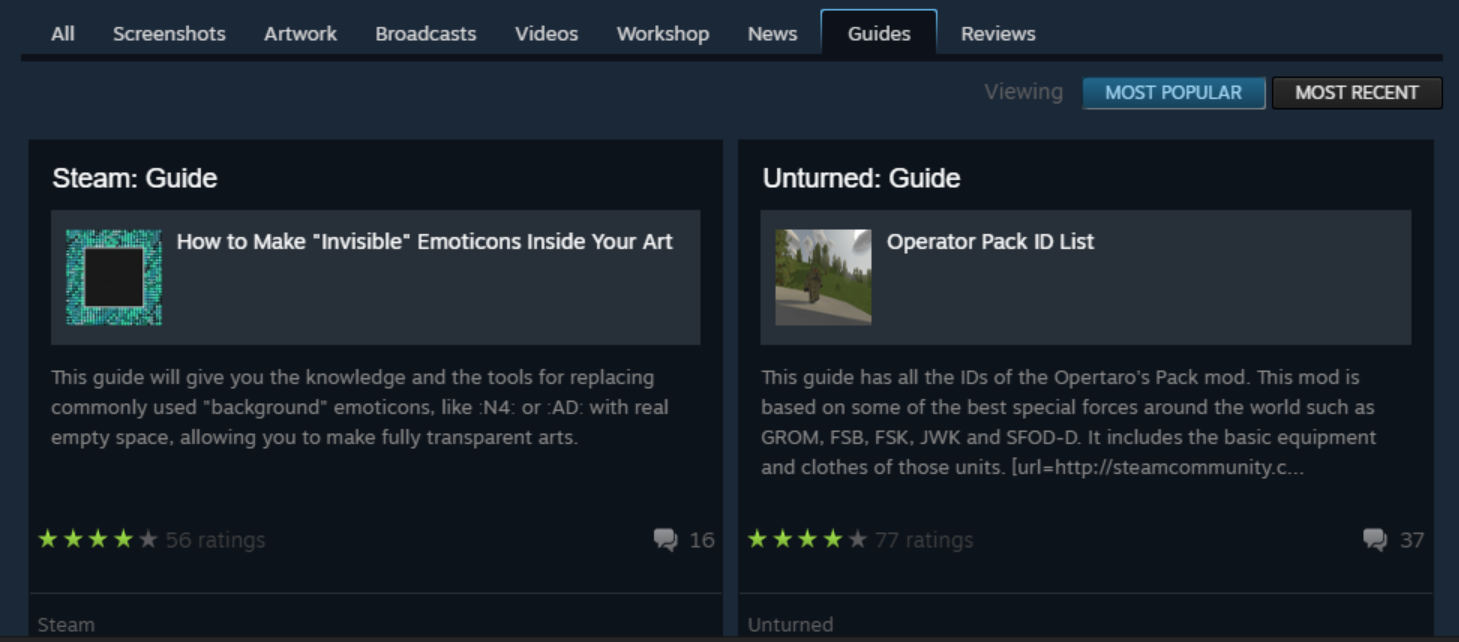 All Screenshots Artwork Broadcasts Videos Workshop News Guides Reviews
Viewing MOST POPULAR MOST RECENT
Steam: Guide
How to Make "Invisible" Emoticons Inside Your Art
This guide will give you the knowledge and the tools for replacing
commonly used "background" emoticons, like :N4: or :AD: with real
empty space, allowing you to make fully transparent arts.
56 ratings
16
Steam
Unturned: Guide
Operator Pack ID List
This guide has all the IDs of the Opertaro's Pack mod. This mod is
based on some of the best special forces around the world such as
GROM, FSB, FSK, JWK and SFOD-D. It includes the basic equipment
and clothes of those units. [url=http://steamcommunity.c...
77 ratings
37
Unturned